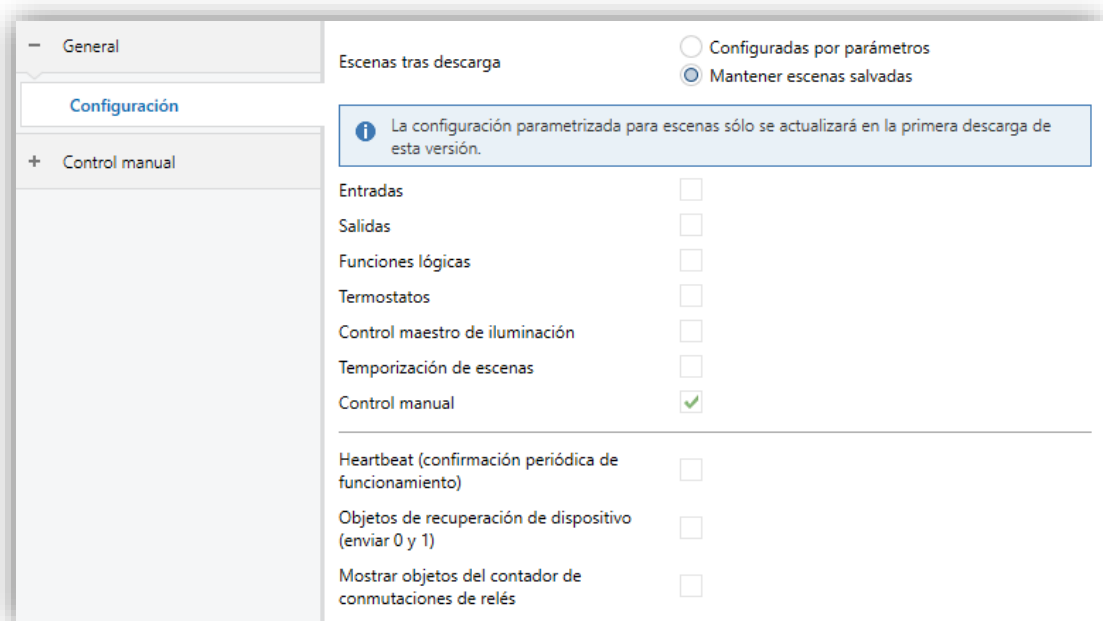 General
Configuración
Control manual
Escenas tras descarga
Configuradas por parámetros
Mantener escenas salvadas
La configuración parametrizada para escenas sólo se actualizará en la primera descarga de
esta versión.
Entradas
Salidas
Funciones lógicas
Termostatos
Control maestro de iluminación
Temporización de escenas
Control manual
Heartbeat (confirmación periódica de
funcionamiento)
Objetos de recuperación de dispositivo
(enviar 0 y 1)
Mostrar objetos del contador de
conmutaciones de relés